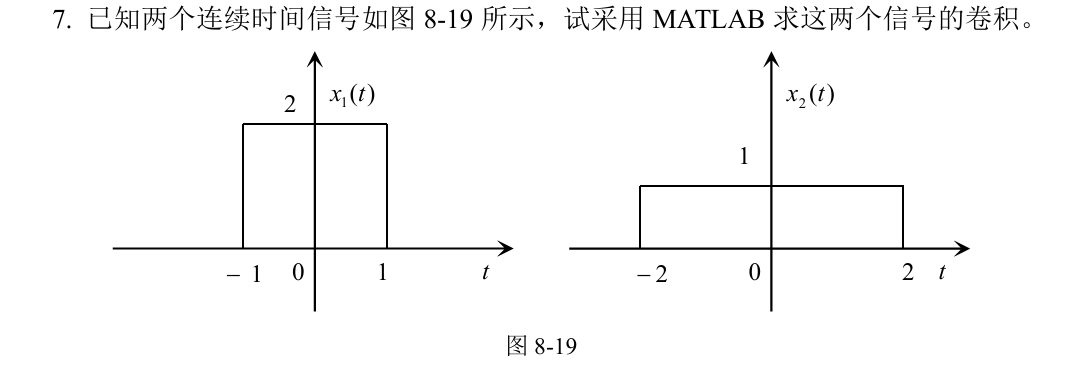 7. 已知两个连续时间信号如图 8-19 所示，试采用 MATLAB 求这两个信号的卷积。
2 x₁(t)
− 1 0 1 t
x₂(t)
1
− 2 0 2 t
图 8-19